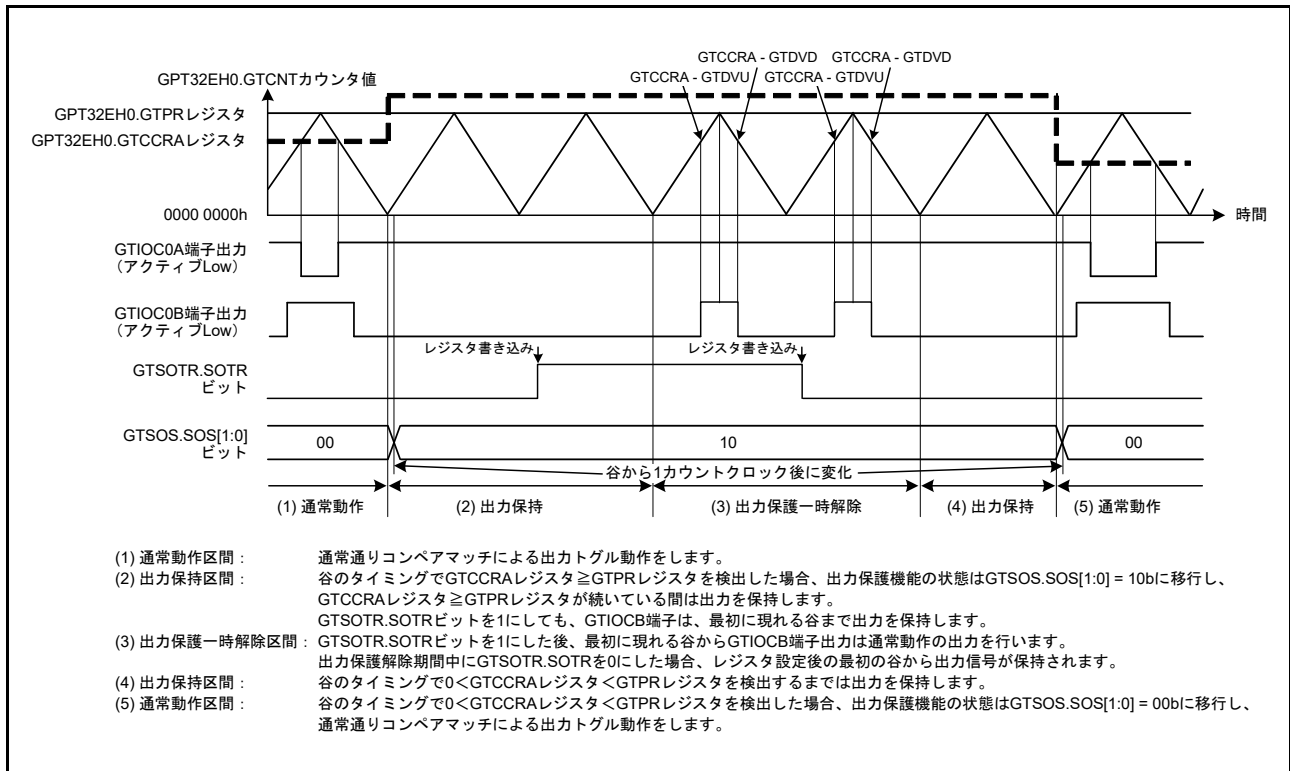 GTCCRA - GTDVD GTCCRA - GTDVD
GPT32EH0.GTCNTカウンタ値
GTCCRA - GTDVU GTCCRA - GTDVU
GPT32EH0.GTPRレジスタ
GPT32EH0.GTCCRAレジスタ
0000 0000h
時間
GTIOC0A端子出力
（アクティブLow）
GTIOC0B端子出力
（アクティブLow）
レジスタ書き込み
レジスタ書き込み
GTSOTR.SOTR
ビット
GTSOS.SOS[1:0]
ビット
00
10
00
谷から1カウントクロック後に変化
(1) 通常動作
(2) 出力保持
(3) 出力保護一時解除
(4) 出力保持
(5) 通常動作
(1) 通常動作区間： 通常通りコンペアマッチによる出力トグル動作をします。
(2) 出力保持区間： 谷のタイミングでGTCCRAレジスタ≧GTPRレジスタを検出した場合、出力保護機能の状態はGTSOS.SOS[1:0] = 10bに移行し、
GTCCRAレジスタ≧GTPRレジスタが続いている間は出力を保持します。
GTSOTR.SOTRビットを1にしても、GTIOCB端子は、最初に現れる谷まで出力を保持します。
(3) 出力保護一時解除区間： GTSOTR.SOTRビットを1にした後、最初に現れる谷からGTIOCB端子出力は通常動作の出力を行います。
出力保護解除期間中にGTSOTR.SOTRを0にした場合、レジスタ設定後の最初の谷から出力信号が保持されます。
(4) 出力保持区間： 谷のタイミングで0＜GTCCRAレジスタ＜GTPRレジスタを検出するまでは出力を保持します。
(5) 通常動作区間： 谷のタイミングで0＜GTCCRAレジスタ＜GTPRレジスタを検出した場合、出力保護機能の状態はGTSOS.SOS[1:0] = 00bに移行し、
通常通りコンペアマッチによる出力トグル動作をします。